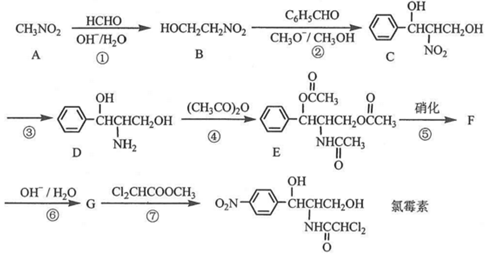 CH₃NO₂ HCHO OH⁻/H₂O ① HOCH₂CH₂NO₂ C₆H₅CHO CH₃O⁻/CH₃OH ② OH CHCHCH₂OH NO₂
A B C
③ OH CHCHCH₂OH NH₂ (CH₃CO)₂O ④ O OCCH₃ CHCHCH₂OCCH₃ O NHCCH₃ O 硝化 ⑤ F
D E
OH⁻/H₂O ⑥ G Cl₂CHCOOCH₃ ⑦ O₂N OH CHCHCH₂OH HNCCHCl₂ O 氯霉素